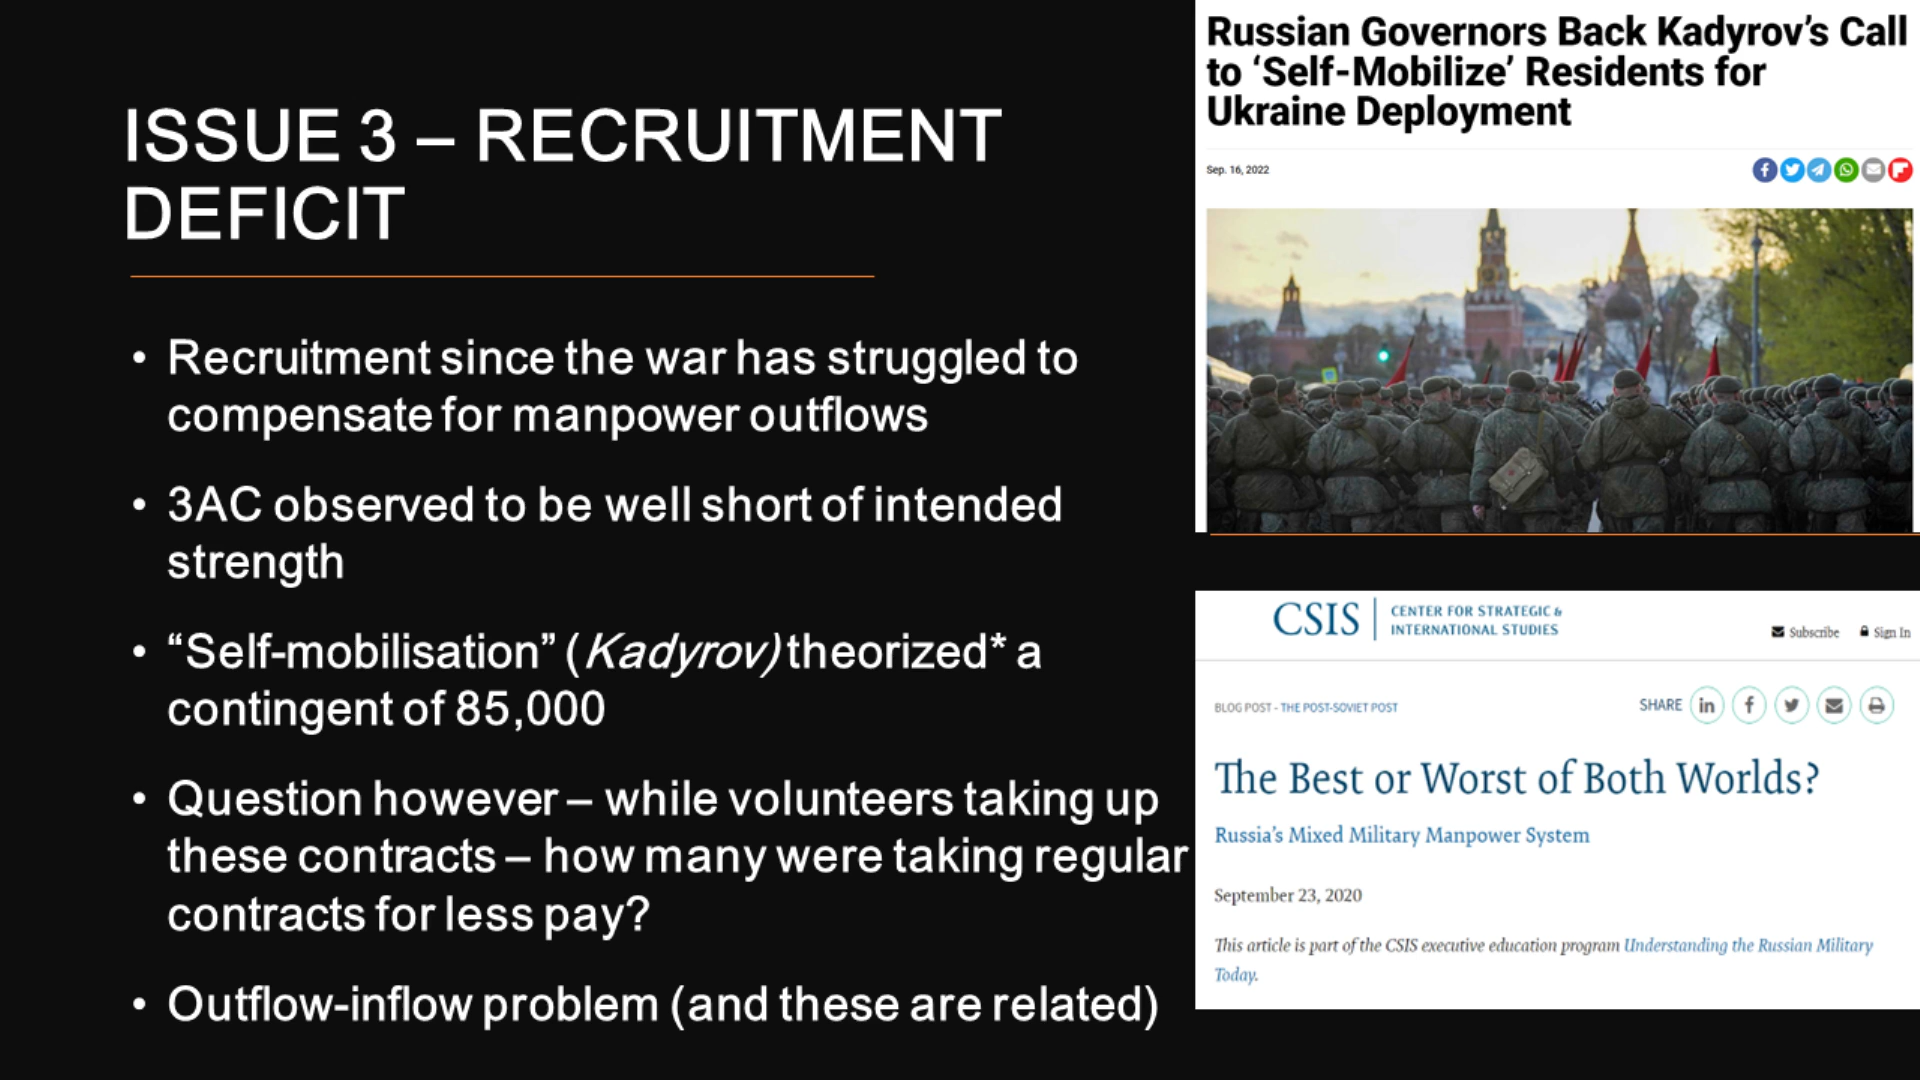 ISSUE 3 – RECRUITMENT
DEFICIT
• Recruitment since the war has struggled to
compensate for manpower outflows
• 3AC observed to be well short of intended
strength
• “Self-mobilisation” (Kadyrov) theorized* a
contingent of 85,000
• Question however – while volunteers taking up
these contracts – how many were taking regular
contracts for less pay?
• Outflow-inflow problem (and these are related)
Russian Governors Back Kadyrov’s Call
to ‘Self-Mobilize’ Residents for
Ukraine Deployment
Sep. 16, 2022
CSIS
CENTER FOR STRATEGIC &
INTERNATIONAL STUDIES
Subscribe Sign In
BLOG POST - THE POST-SOVIET POST
SHARE
The Best or Worst of Both Worlds?
Russia’s Mixed Military Manpower System
September 23, 2020
This article is part of the CSIS executive education program Understanding the Russian Military
Today.